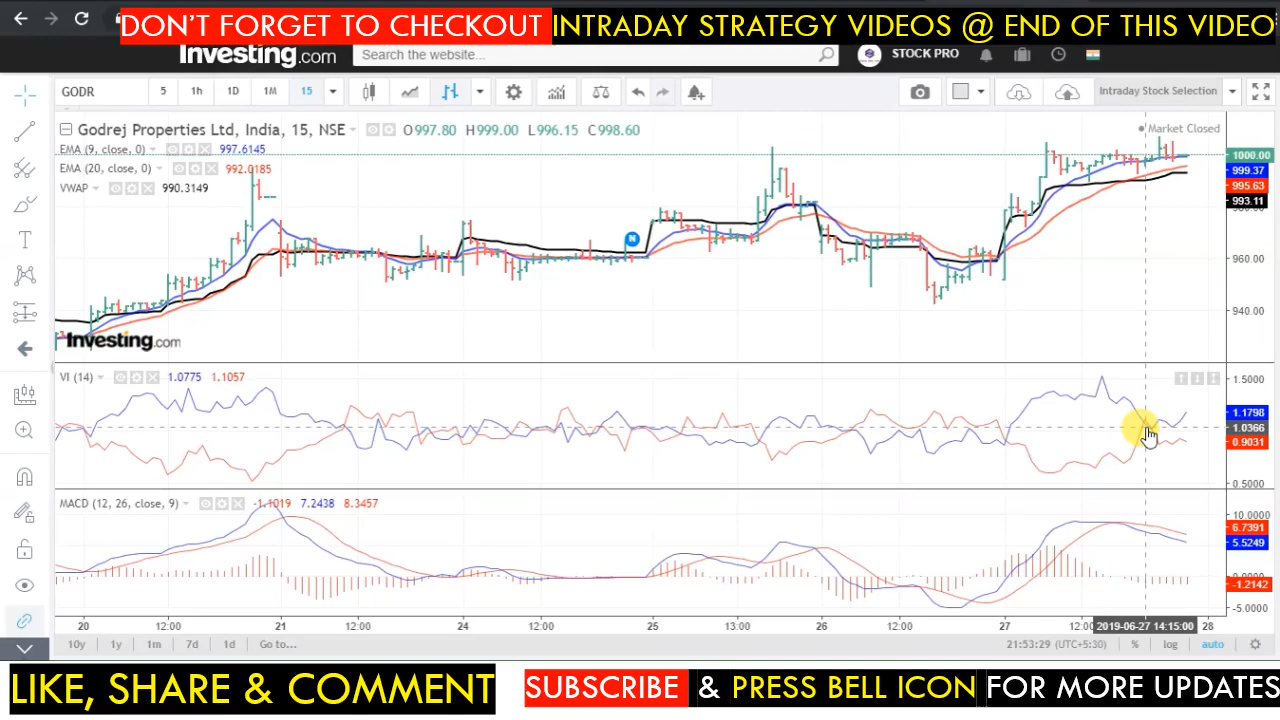 DON'T FORGET TO CHECKOUT INTRADAY STRATEGY VIDEOS @ END OF THIS VIDEO
Investing.com Search the website... STOCK PRO
GODR 5 1h 1D 1M 15 Intraday Stock Selection
Godrej Properties Ltd, India, 15, NSE O997.80 H999.00 L996.15 C998.60
Market Closed
EMA (9, close, 0) 997.6145
EMA (20, close, 0) 992.0185
VWAP 990.3149
1000.00
999.37
995.63
993.11
960.00
940.00
Investing.com
VI (14) 1.0775 1.1057
1.5000
1.1798
1.0366
0.9031
0.5000
MACD (12, 26, close, 9) -1.1019 7.2438 8.3457
10.0000
6.7391
5.5249
-1.2142
-5.0000
20 12:00 21 12:00 24 12:00 25 13:00 26 12:00 27 2019-06-27 14:15:00 28
10y 1y 1m 7d 1d Go to... 21:53:29 (UTC+5:30) % log auto
LIKE, SHARE & COMMENT
SUBSCRIBE & PRESS BELL ICON FOR MORE UPDATES